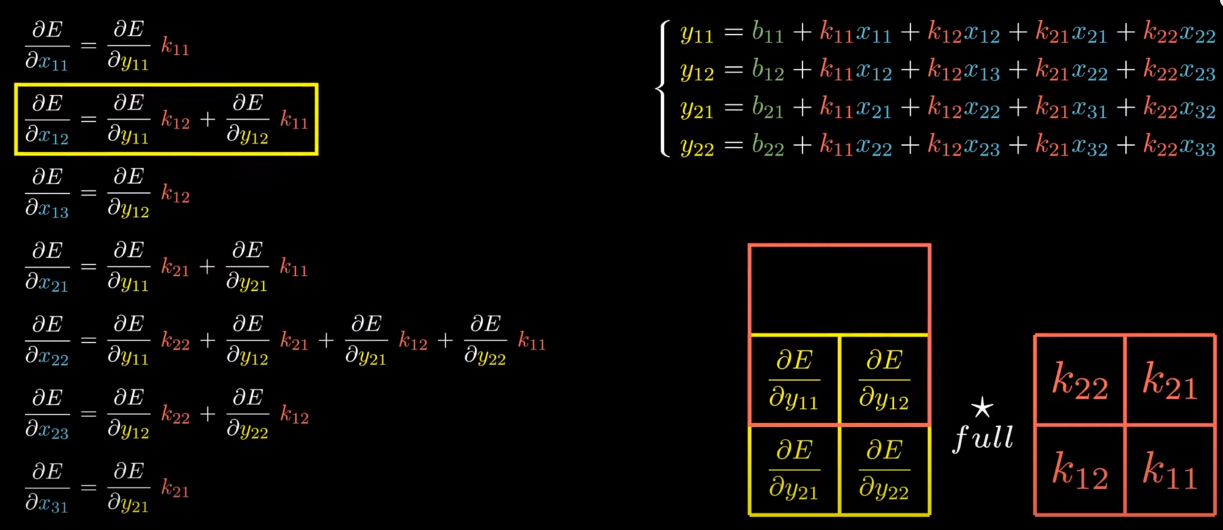 ∂E/∂x₁₁ = ∂E/∂y₁₁ k₁₁
∂E/∂x₁₂ = ∂E/∂y₁₁ k₁₂ + ∂E/∂y₁₂ k₁₁
∂E/∂x₁₃ = ∂E/∂y₁₂ k₁₂
∂E/∂x₂₁ = ∂E/∂y₁₁ k₂₁ + ∂E/∂y₂₁ k₁₁
∂E/∂x₂₂ = ∂E/∂y₁₁ k₂₂ + ∂E/∂y₁₂ k₂₁ + ∂E/∂y₂₁ k₁₂ + ∂E/∂y₂₂ k₁₁
∂E/∂x₂₃ = ∂E/∂y₁₂ k₂₂ + ∂E/∂y₂₂ k₁₂
∂E/∂x₃₁ = ∂E/∂y₂₁ k₂₁
y₁₁ = b₁₁ + k₁₁x₁₁ + k₁₂x₁₂ + k₂₁x₂₁ + k₂₂x₂₂
y₁₂ = b₁₂ + k₁₁x₁₂ + k₁₂x₁₃ + k₂₁x₂₂ + k₂₂x₂₃
y₂₁ = b₂₁ + k₁₁x₂₁ + k₁₂x₂₂ + k₂₁x₃₁ + k₂₂x₃₂
y₂₂ = b₂₂ + k₁₁x₂₂ + k₁₂x₂₃ + k₂₁x₃₂ + k₂₂x₃₃
∂E/∂y₁₁ ∂E/∂y₁₂
∂E/∂y₂₁ ∂E/∂y₂₂
⋆
full
k₂₂ k₂₁
k₁₂ k₁₁